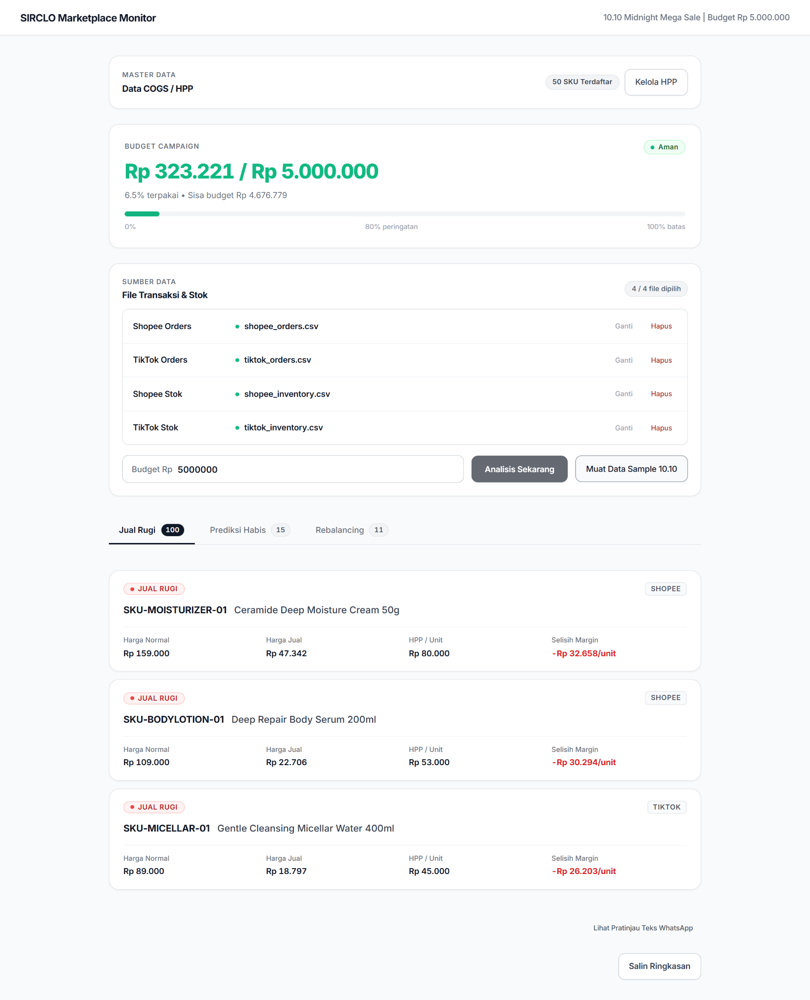 SIRCLO Marketplace Monitor
10.10 Midnight Mega Sale | Budget Rp 5.000.000
MASTER DATA
Data COGS / HPP
50 SKU Terdaftar
Kelola HPP
BUDGET CAMPAIGN
Aman
Rp 323.221 / Rp 5.000.000
6.5% terpakai • Sisa budget Rp 4.676.779
0%
80% peringatan
100% batas
SUMBER DATA
File Transaksi & Stok
4 / 4 file dipilih
Shopee Orders
shopee_orders.csv
Ganti
Hapus
TikTok Orders
tiktok_orders.csv
Ganti
Hapus
Shopee Stok
shopee_inventory.csv
Ganti
Hapus
TikTok Stok
tiktok_inventory.csv
Ganti
Hapus
Budget Rp 5000000
Analisis Sekarang
Muat Data Sample 10.10
Jual Rugi 100
Prediksi Habis 15
Rebalancing 11
JUAL RUGI
SHOPEE
SKU-MOISTURIZER-01 Ceramide Deep Moisture Cream 50g
Harga Normal
Harga Jual
HPP / Unit
Selisih Margin
Rp 159.000
Rp 47.342
Rp 80.000
-Rp 32.658/unit
JUAL RUGI
SHOPEE
SKU-BODYLOTION-01 Deep Repair Body Serum 200ml
Harga Normal
Harga Jual
HPP / Unit
Selisih Margin
Rp 109.000
Rp 22.706
Rp 53.000
-Rp 30.294/unit
JUAL RUGI
TIKTOK
SKU-MICELLAR-01 Gentle Cleansing Micellar Water 400ml
Harga Normal
Harga Jual
HPP / Unit
Selisih Margin
Rp 89.000
Rp 18.797
Rp 45.000
-Rp 26.203/unit
Lihat Pratinjau Teks WhatsApp
Salin Ringkasan